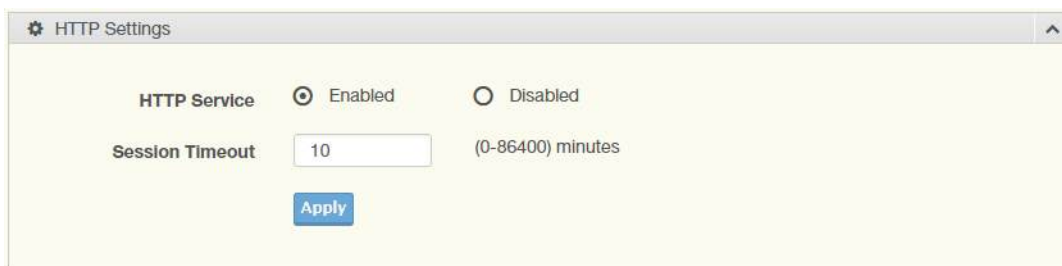 HTTP Settings
HTTP Service Enabled Disabled
Session Timeout 10 (0-86400) minutes
Apply